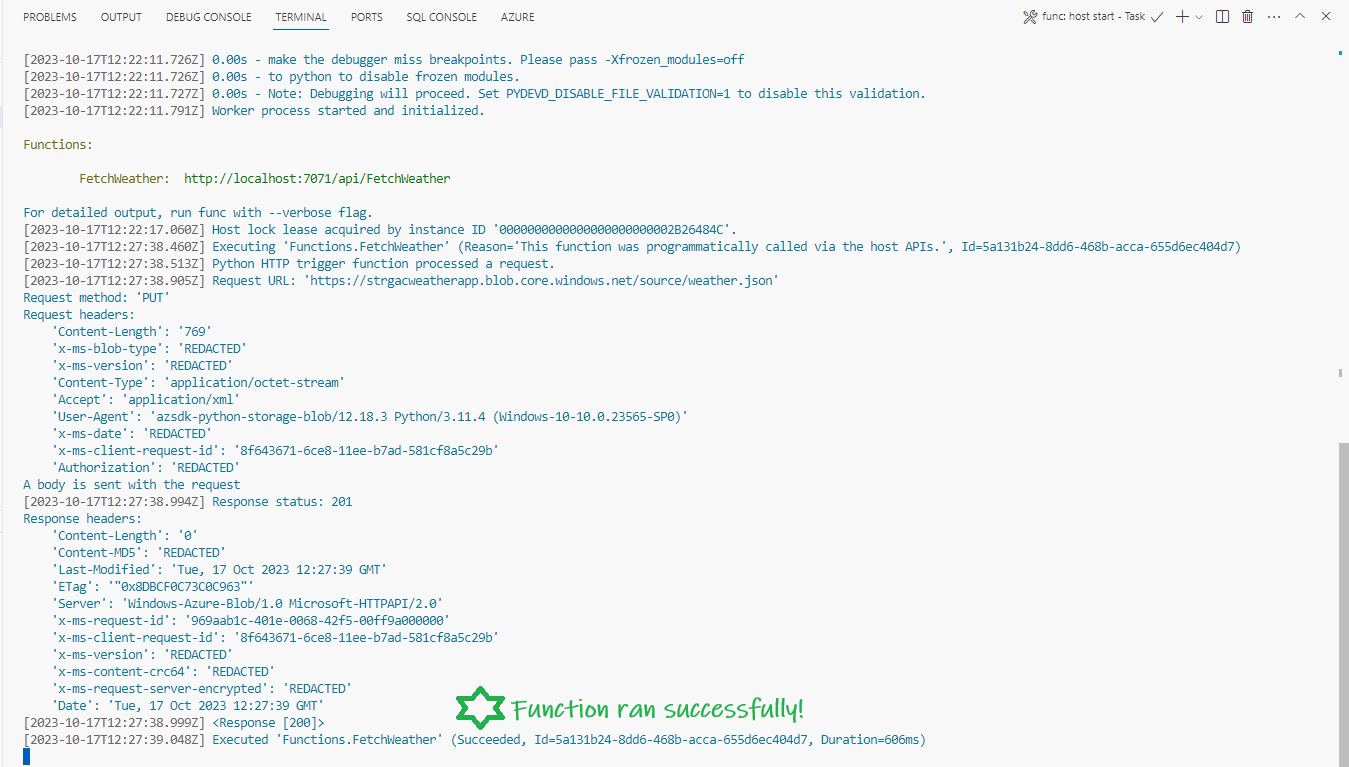 PROBLEMS OUTPUT DEBUG CONSOLE TERMINAL PORTS SQL CONSOLE AZURE func: host start - Task
[2023-10-17T12:22:11.726Z] 0.00s - make the debugger miss breakpoints. Please pass -Xfrozen_modules=off
[2023-10-17T12:22:11.726Z] 0.00s - to python to disable frozen modules.
[2023-10-17T12:22:11.727Z] 0.00s - Note: Debugging will proceed. Set PYDEVD_DISABLE_FILE_VALIDATION=1 to disable this validation.
[2023-10-17T12:22:11.791Z] Worker process started and initialized.
Functions:
FetchWeather: http://localhost:7071/api/FetchWeather
For detailed output, run func with --verbose flag.
[2023-10-17T12:22:17.060Z] Host lock lease acquired by instance ID '0000000000000000000000002B26484C'.
[2023-10-17T12:27:38.460Z] Executing 'Functions.FetchWeather' (Reason='This function was programmatically called via the host APIs.', Id=5a131b24-8dd6-468b-acca-655d6ec404d7)
[2023-10-17T12:27:38.513Z] Python HTTP trigger function processed a request.
[2023-10-17T12:27:38.905Z] Request URL: 'https://strgacweatherapp.blob.core.windows.net/source/weather.json'
Request method: 'PUT'
Request headers:
'Content-Length': '769'
'x-ms-blob-type': 'REDACTED'
'x-ms-version': 'REDACTED'
'Content-Type': 'application/octet-stream'
'Accept': 'application/xml'
'User-Agent': 'azsdk-python-storage-blob/12.18.3 Python/3.11.4 (Windows-10-10.0.23565-SP0)'
'x-ms-date': 'REDACTED'
'x-ms-client-request-id': '8f643671-6ce8-11ee-b7ad-581cf8a5c29b'
'Authorization': 'REDACTED'
A body is sent with the request
[2023-10-17T12:27:38.994Z] Response status: 201
Response headers:
'Content-Length': '0'
'Content-MD5': 'REDACTED'
'Last-Modified': 'Tue, 17 Oct 2023 12:27:39 GMT'
'ETag': '"0x8DBCF0C73C0C963"'
'Server': 'Windows-Azure-Blob/1.0 Microsoft-HTTPAPI/2.0'
'x-ms-request-id': '969aab1c-401e-0068-42f5-00ff9a000000'
'x-ms-client-request-id': '8f643671-6ce8-11ee-b7ad-581cf8a5c29b'
'x-ms-version': 'REDACTED'
'x-ms-content-crc64': 'REDACTED'
'x-ms-request-server-encrypted': 'REDACTED'
'Date': 'Tue, 17 Oct 2023 12:27:39 GMT'
Function ran successfully!
[2023-10-17T12:27:38.999Z] <Response [200]>
[2023-10-17T12:27:39.048Z] Executed 'Functions.FetchWeather' (Succeeded, Id=5a131b24-8dd6-468b-acca-655d6ec404d7, Duration=606ms)